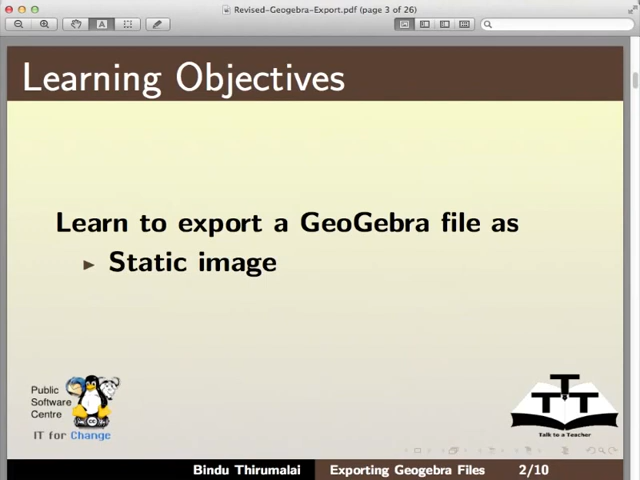 Revised-Geogebra-Export.pdf (page 3 of 26)
Learning Objectives
Learn to export a GeoGebra file as
Static image
Public
Software
Centre
IT for Change
TTT
Talk to a Teacher
Bindu Thirumalai Exporting Geogebra Files 2/10